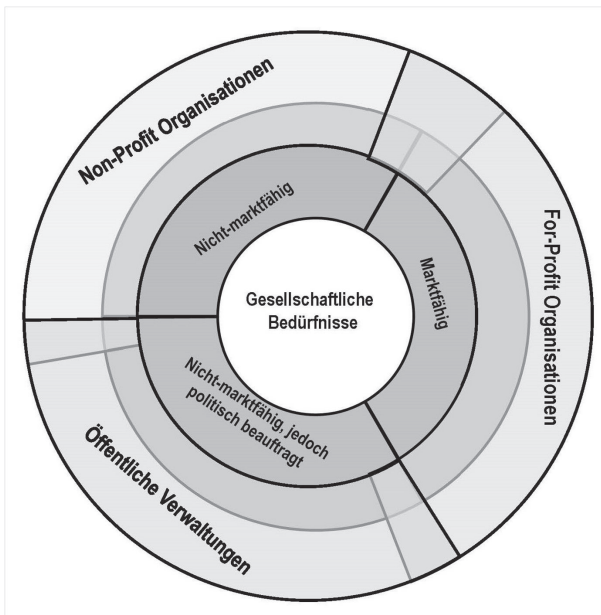 Non-Profit Organisationen
Nicht-marktfähig
Marktfähig
For-Profit Organisationen
Gesellschaftliche
Bedürfnisse
Nicht-marktfähig, jedoch
politisch beauftragt
Öffentliche Verwaltungen